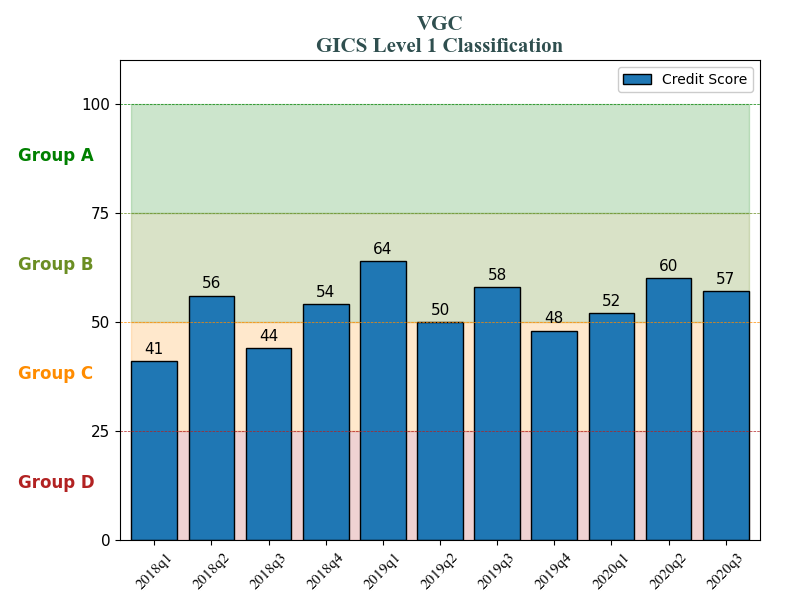 VGC
GICS Level 1 Classification
Credit Score
100
Group A
75
Group B
50
Group C
25
Group D
0
41
56
44
54
64
50
58
48
52
60
57
2018q1
2018q2
2018q3
2018q4
2019q1
2019q2
2019q3
2019q4
2020q1
2020q2
2020q3